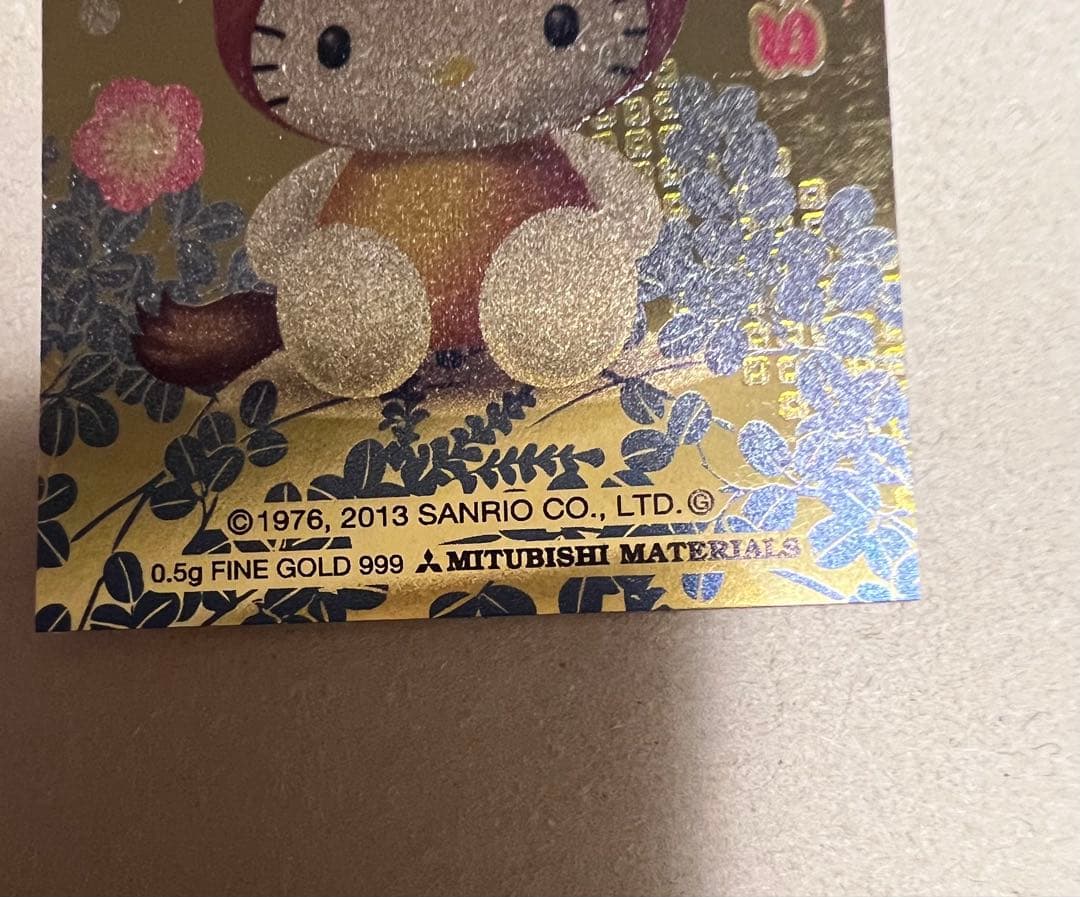 ©1976, 2013 SANRIO CO., LTD.Ⓖ
0.5g FINE GOLD 999 MITUBISHI MATERIALS